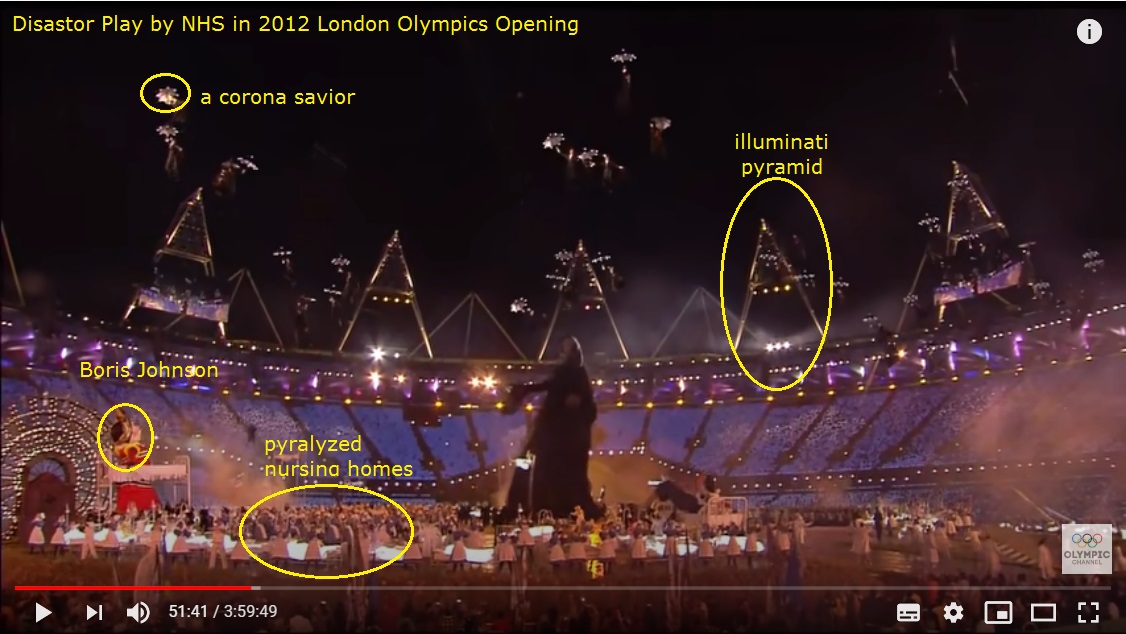 Disastor Play by NHS in 2012 London Olympics Opening
i
a corona savior
illuminati
pyramid
Boris Johnson
pyralyzed
nursing homes
OLYMPIC
CHANNEL
51:41 / 3:59:49